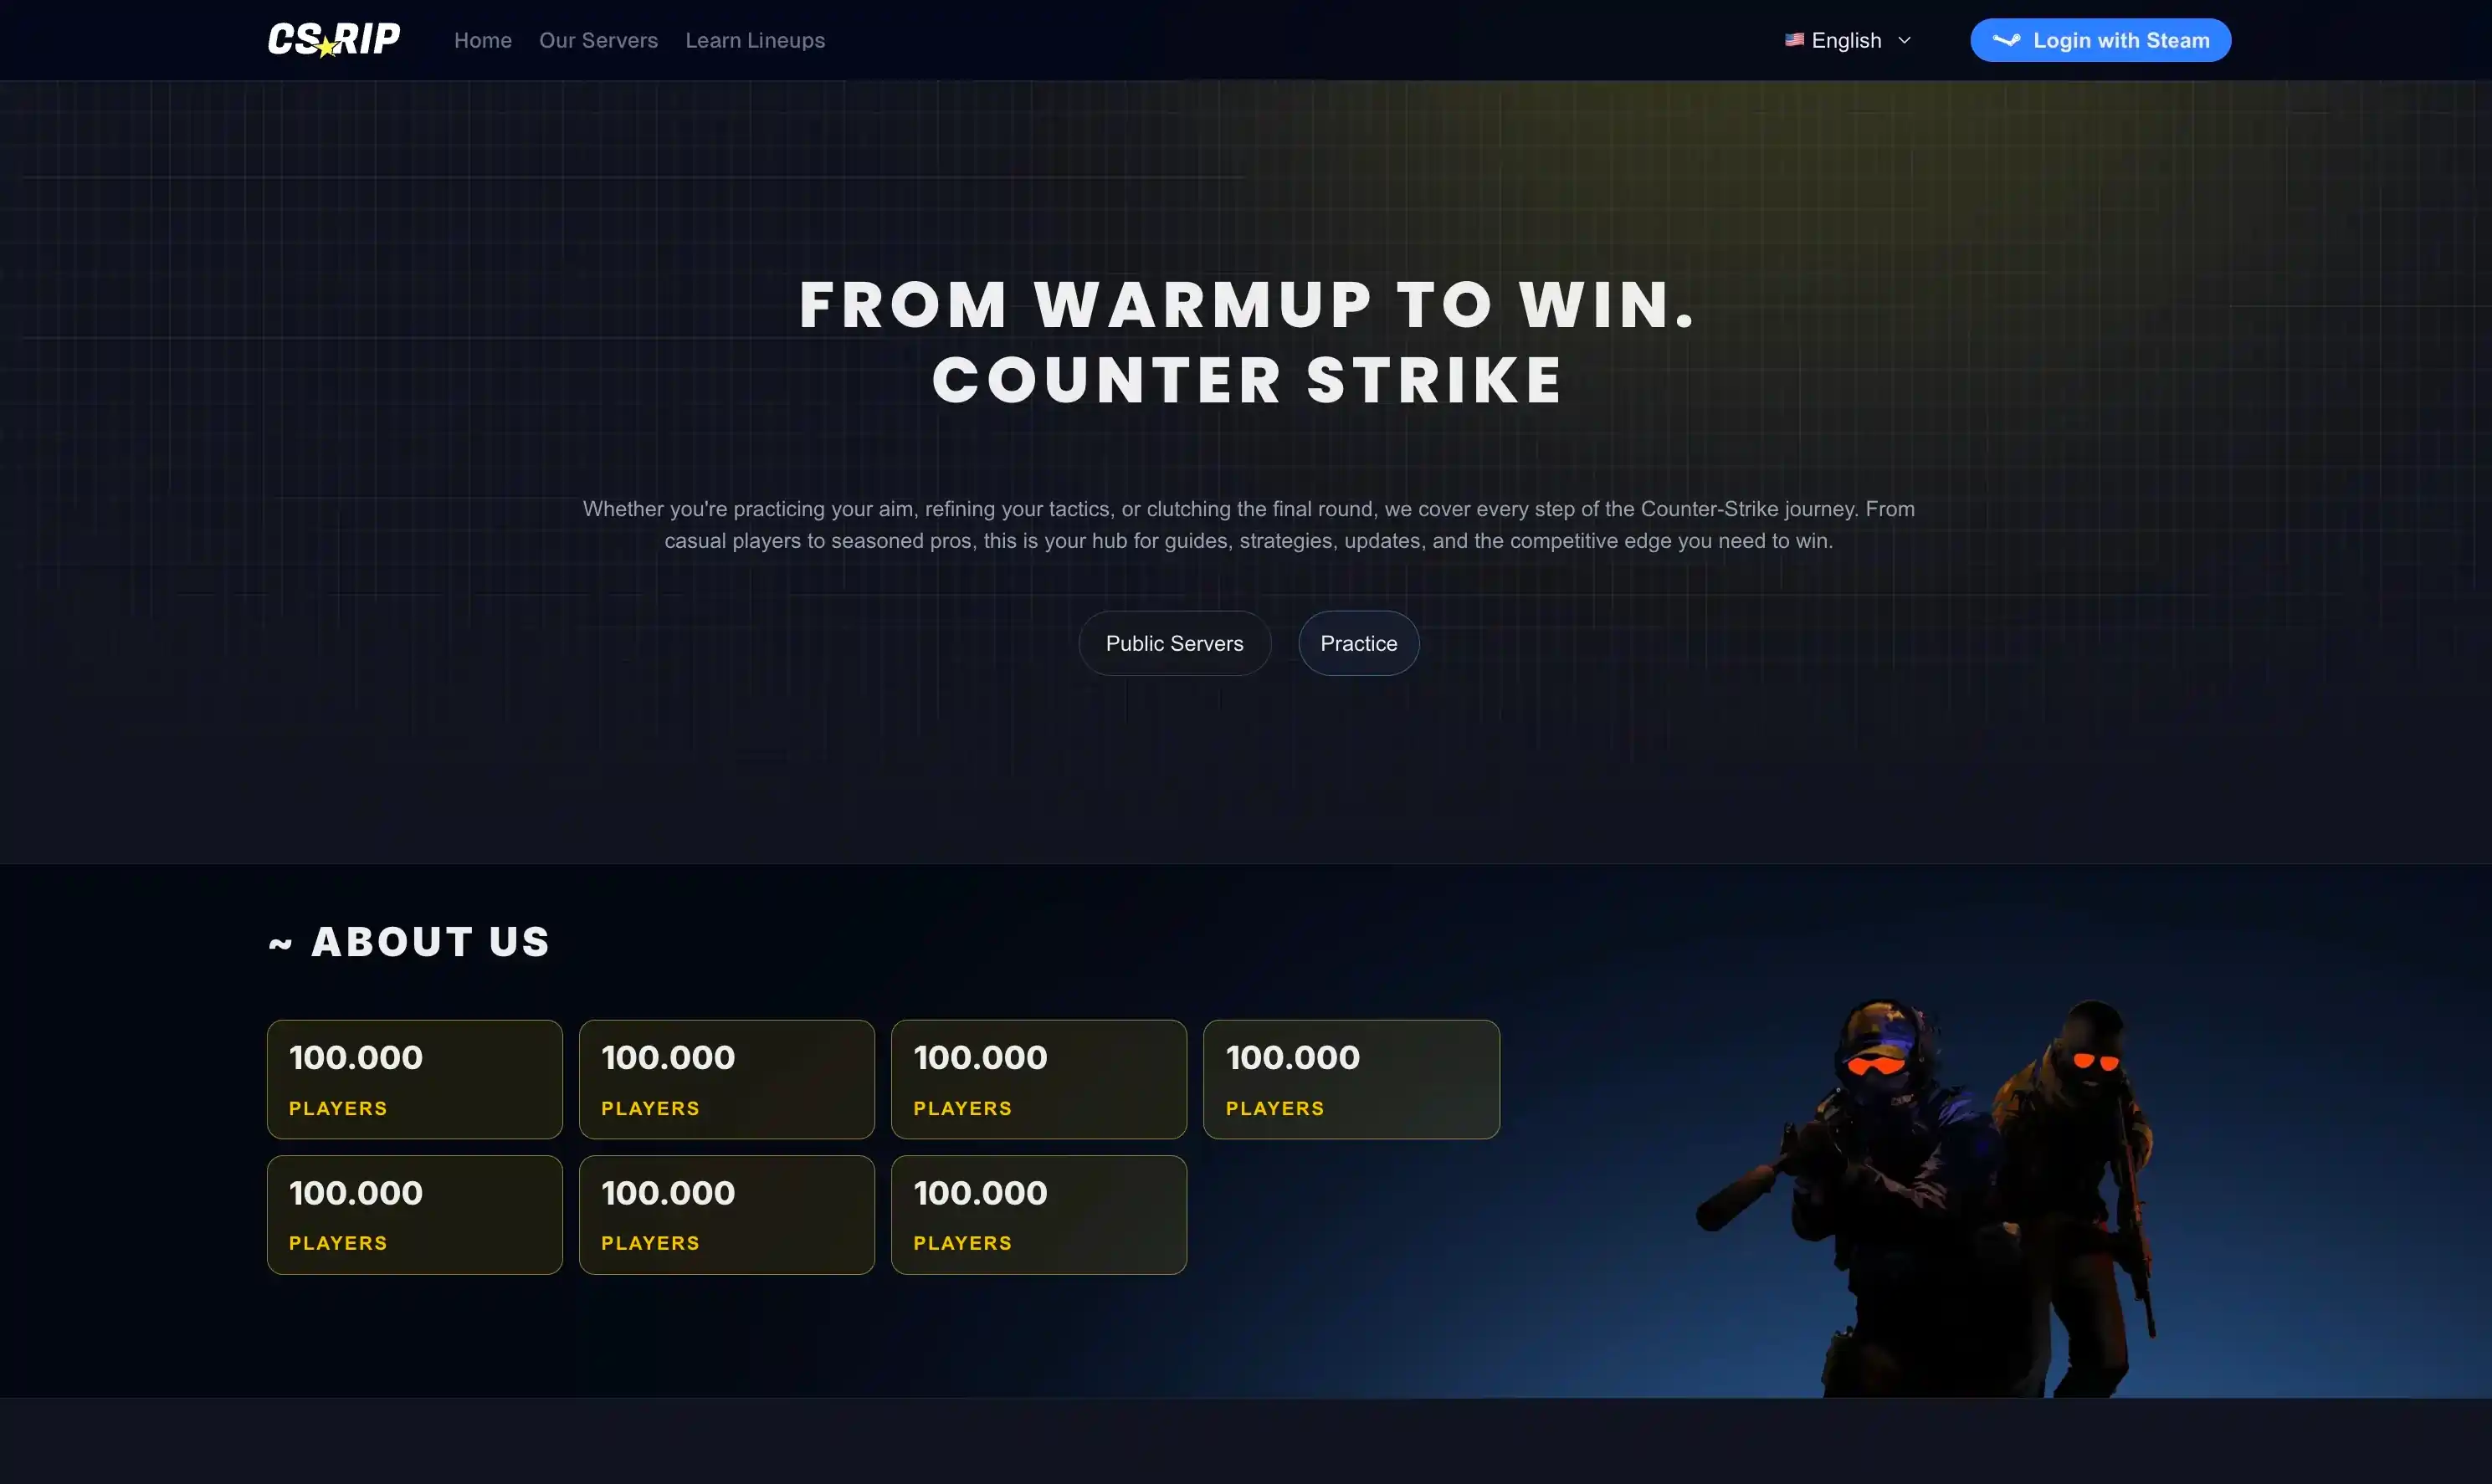 CS RIP
Home
Our Servers
Learn Lineups
English
Login with Steam
FROM WARMUP TO WIN.
COUNTER STRIKE
Whether you're practicing your aim, refining your tactics, or clutching the final round, we cover every step of the Counter-Strike journey. From
casual players to seasoned pros, this is your hub for guides, strategies, updates, and the competitive edge you need to win.
Public Servers
Practice
~ ABOUT US
100.000
PLAYERS
100.000
PLAYERS
100.000
PLAYERS
100.000
PLAYERS
100.000
PLAYERS
100.000
PLAYERS
100.000
PLAYERS